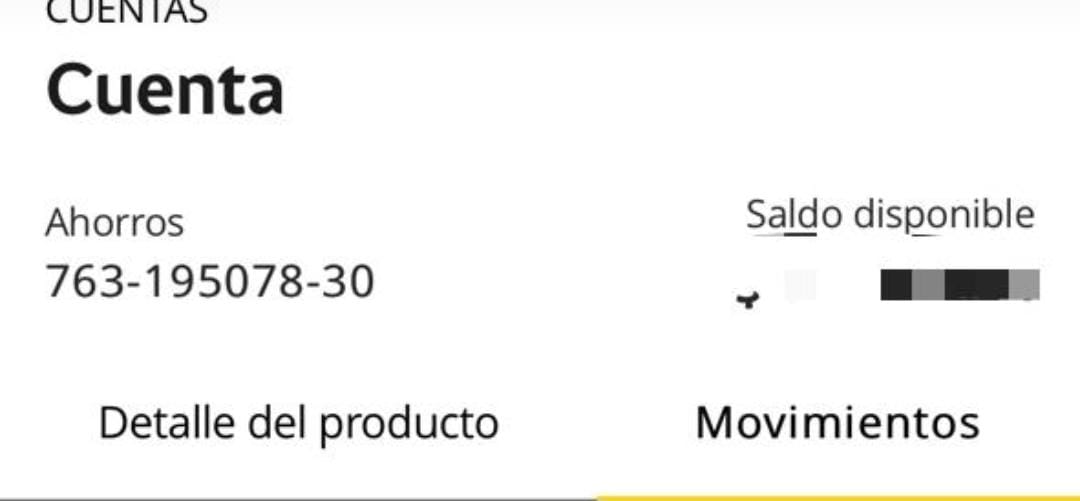 CUENTAS
Cuenta
Ahorros
Saldo disponible
763-195078-30
Detalle del producto
Movimientos